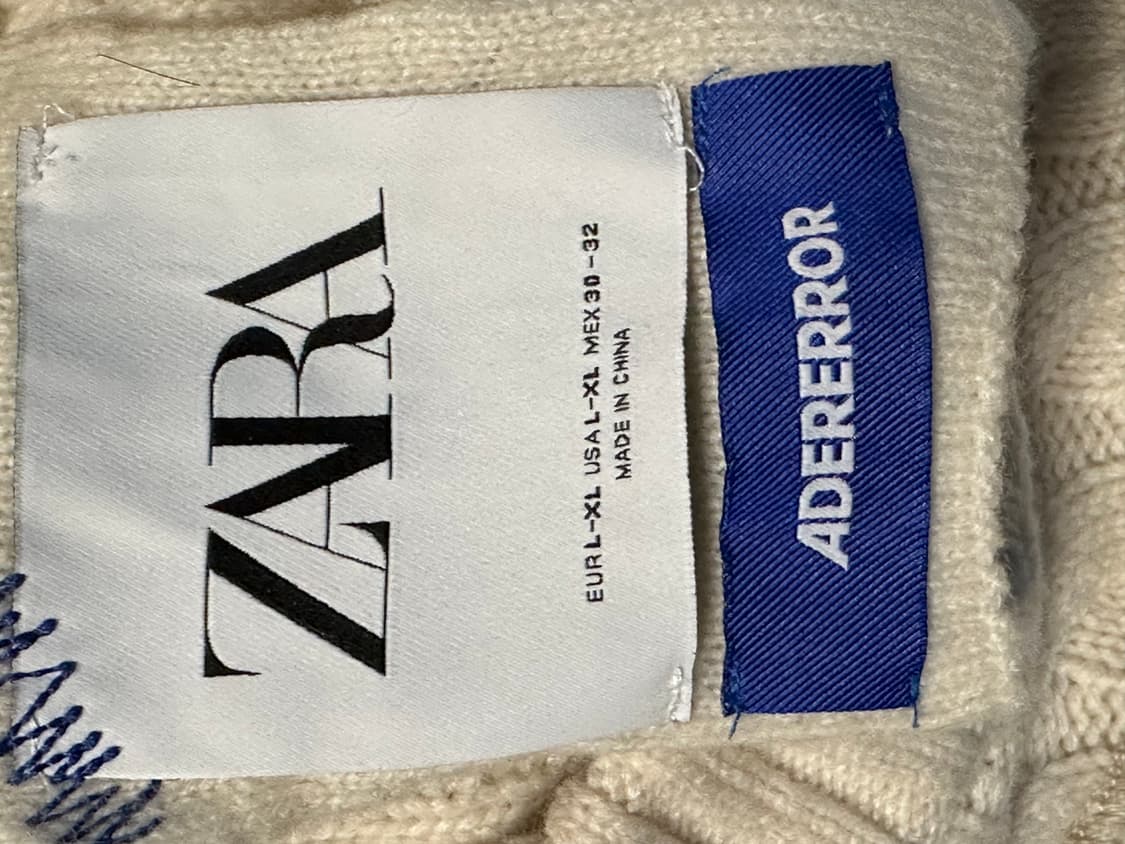 ADERERROR
ZARA
EUR L-XL USA L-XL MEX 30-32
MADE IN CHINA